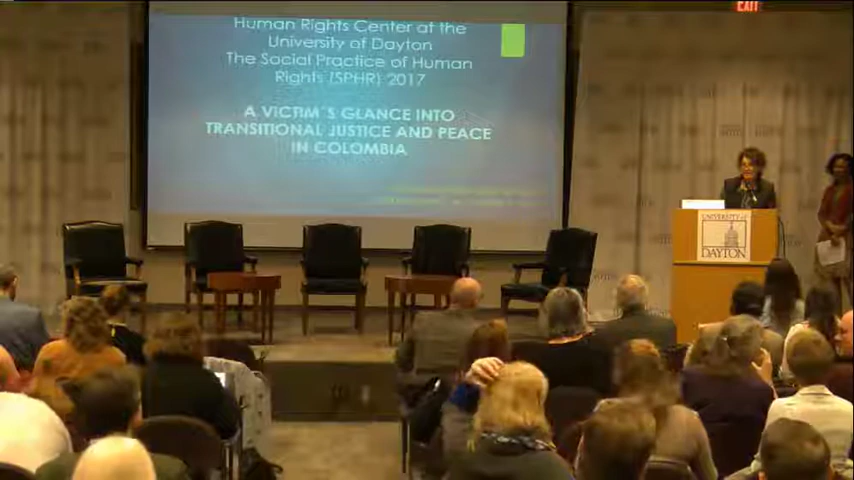 EXIT
Human Rights Center at the
University of Dayton
The Social Practice of Human
Rights (SPHR) 2017
A VICTIM´S GLANCE INTO
TRANSITIONAL JUSTICE AND PEACE
IN COLOMBIA
UNIVERSITY of
DAYTON